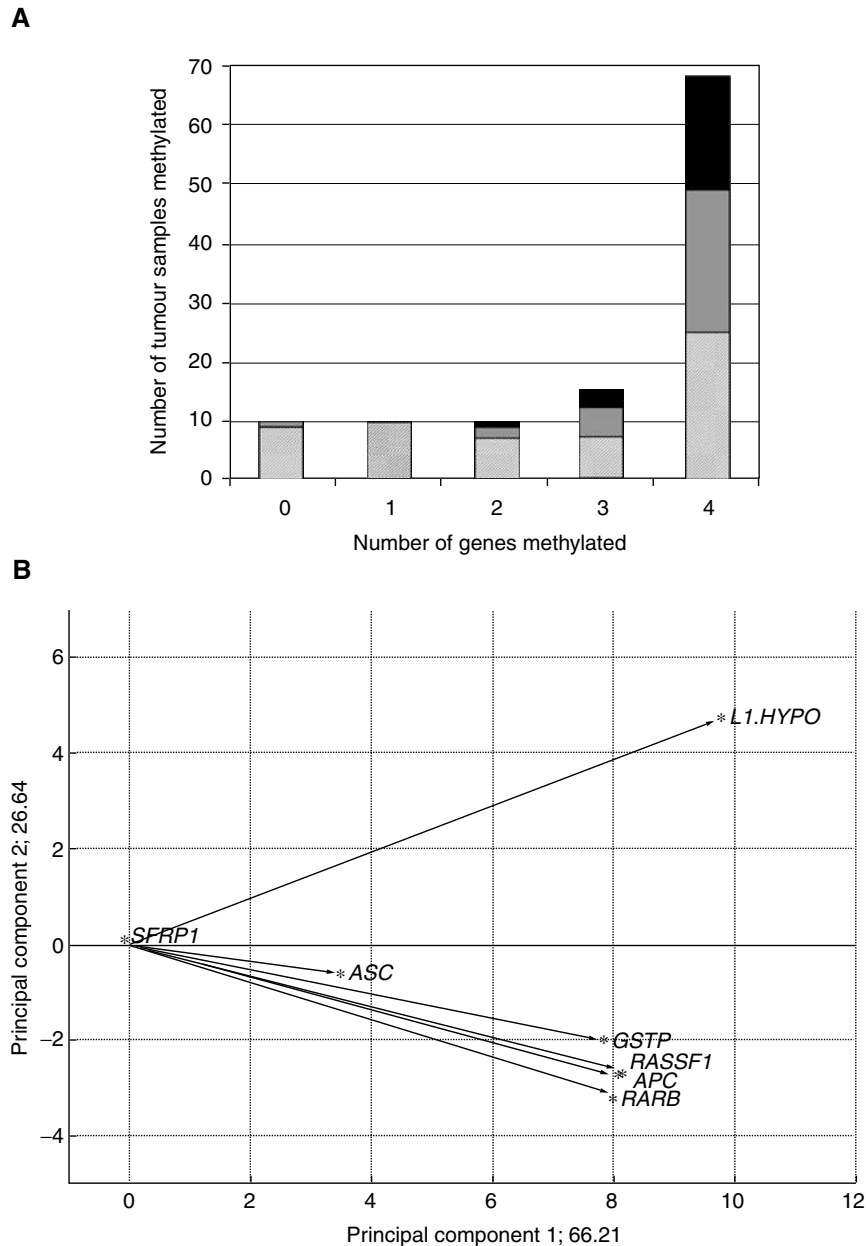 A
Number of tumour samples methylated
70
60
50
40
30
20
10
0
0 1 2 3 4
Number of genes methylated
B
Principal component 2; 26.64
6
4
2
0
−2
−4
L1.HYPO
SFRP1
ASC
GSTP
RASSF1
APC
RARB
0 2 4 6 8 10 12
Principal component 1; 66.21